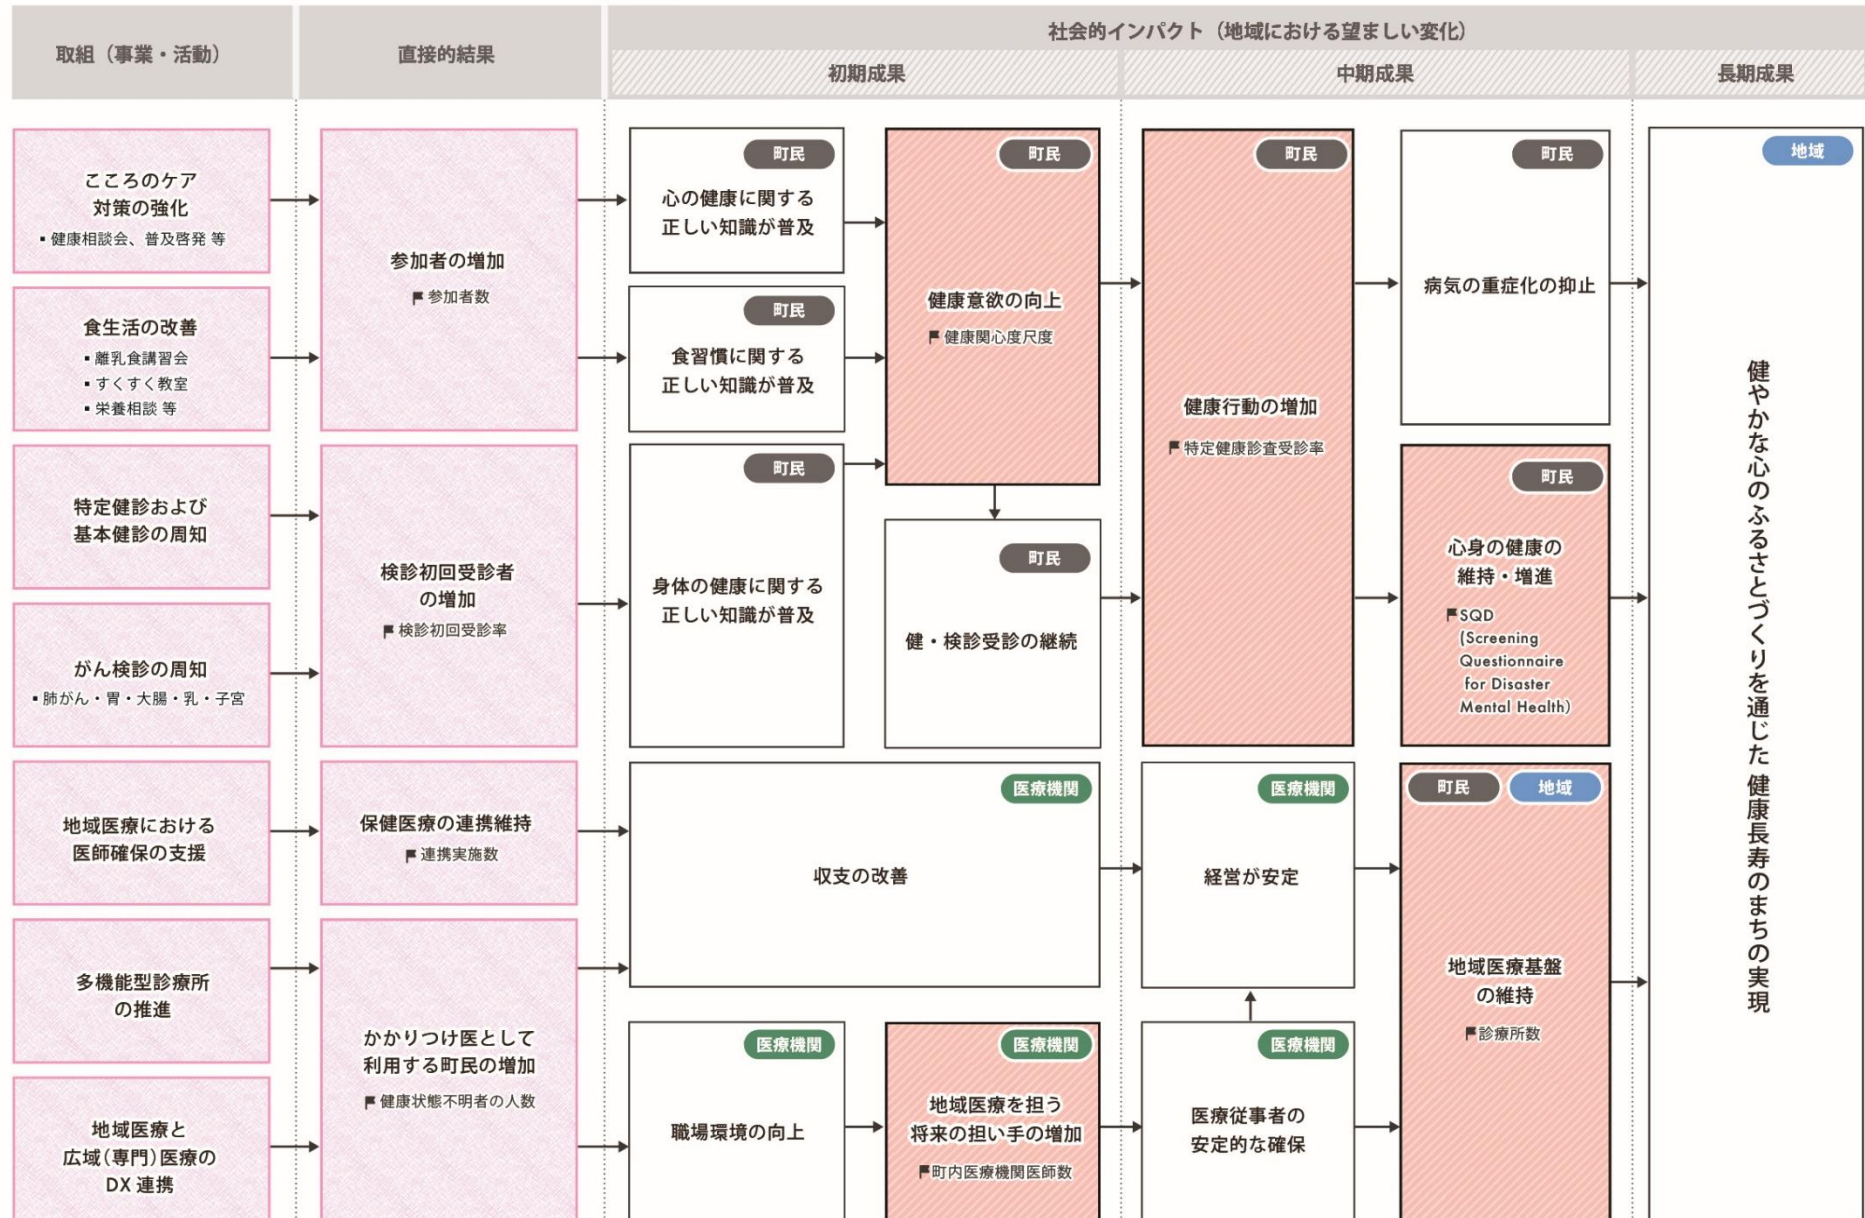 取組（事業・活動）
直接的結果
社会的インパクト（地域における望ましい変化）
初期成果
中期成果
長期成果
こころのケア
対策の強化
▪ 健康相談会、普及啓発 等
食生活の改善
▪ 離乳食講習会
▪ すくすく教室
▪ 栄養相談 等
特定健診および
基本健診の周知
がん検診の周知
▪ 肺がん・胃・大腸・乳・子宮
地域医療における
医師確保の支援
多機能型診療所
の推進
地域医療と
広域（専門）医療の
DX 連携
参加者の増加
参加者数
検診初回受診者
の増加
検診初回受診率
保健医療の連携維持
連携実施数
かかりつけ医として
利用する町民の増加
健康状態不明者の人数
町民
心の健康に関する
正しい知識が普及
町民
食習慣に関する
正しい知識が普及
町民
身体の健康に関する
正しい知識が普及
町民
健康意欲の向上
健康関心度尺度
町民
健・検診受診の継続
医療機関
収支の改善
医療機関
職場環境の向上
医療機関
地域医療を担う
将来の担い手の増加
町内医療機関医師数
町民
健康行動の増加
特定健康診査受診率
医療機関
経営が安定
医療機関
医療従事者の
安定的な確保
町民
病気の重症化の抑止
町民
心身の健康の
維持・増進
SQD
(Screening
Questionnaire
for Disaster
Mental Health)
町民
地域
地域医療基盤
の維持
診療所数
地域
健やかな心のふるさとづくりを通じた 健康長寿のまちの実現